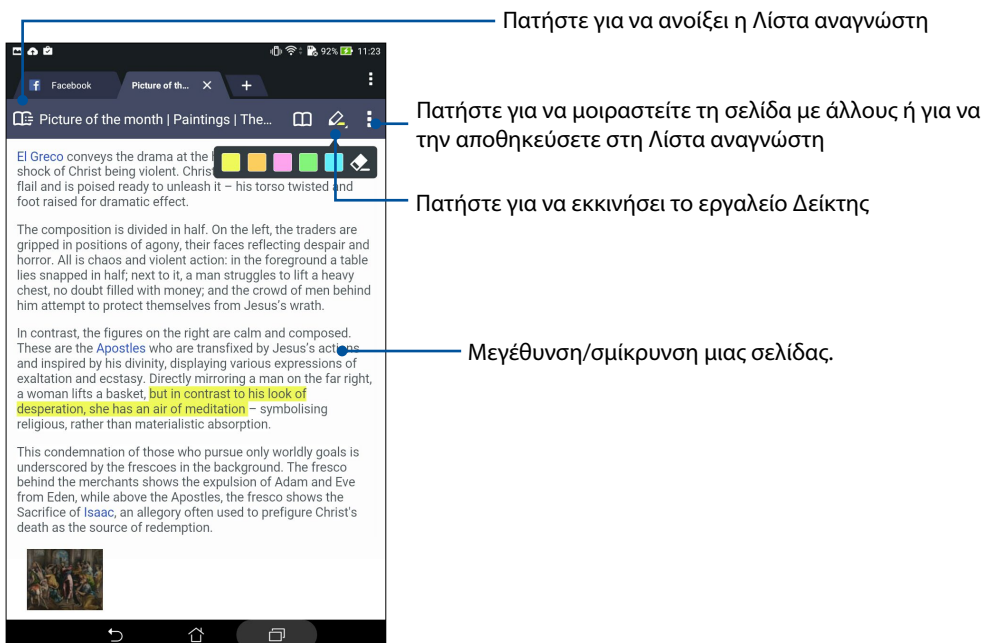 Πατήστε για να ανοίξει η Λίστα αναγνώστη
92% 11:23
Facebook
Picture of th...
Picture of the month | Paintings | The...
Πατήστε για να μοιραστείτε τη σελίδα με άλλους ή για να
την αποθηκεύσετε στη Λίστα αναγνώστη
El Greco conveys the drama at the
shock of Christ being violent. Christ
flail and is poised ready to unleash it – his torso twisted and
foot raised for dramatic effect.
Πατήστε για να εκκινήσει το εργαλείο Δείκτης
The composition is divided in half. On the left, the traders are
gripped in positions of agony, their faces reflecting despair and
horror. All is chaos and violent action: in the foreground a table
lies snapped in half; next to it, a man struggles to lift a heavy
chest, no doubt filled with money; and the crowd of men behind
him attempt to protect themselves from Jesus's wrath.
In contrast, the figures on the right are calm and composed.
These are the Apostles who are transfixed by Jesus's actions
and inspired by his divinity, displaying various expressions of
exaltation and ecstasy. Directly mirroring a man on the far right,
a woman lifts a basket, but in contrast to his look of
desperation, she has an air of meditation – symbolising
religious, rather than materialistic absorption.
Μεγέθυνση/σμίκρυνση μιας σελίδας.
This condemnation of those who pursue only worldly goals is
underscored by the frescoes in the background. The fresco
behind the merchants shows the expulsion of Adam and Eve
from Eden, while above the Apostles, the fresco shows the
Sacrifice of Isaac, an allegory often used to prefigure Christ's
death as the source of redemption.